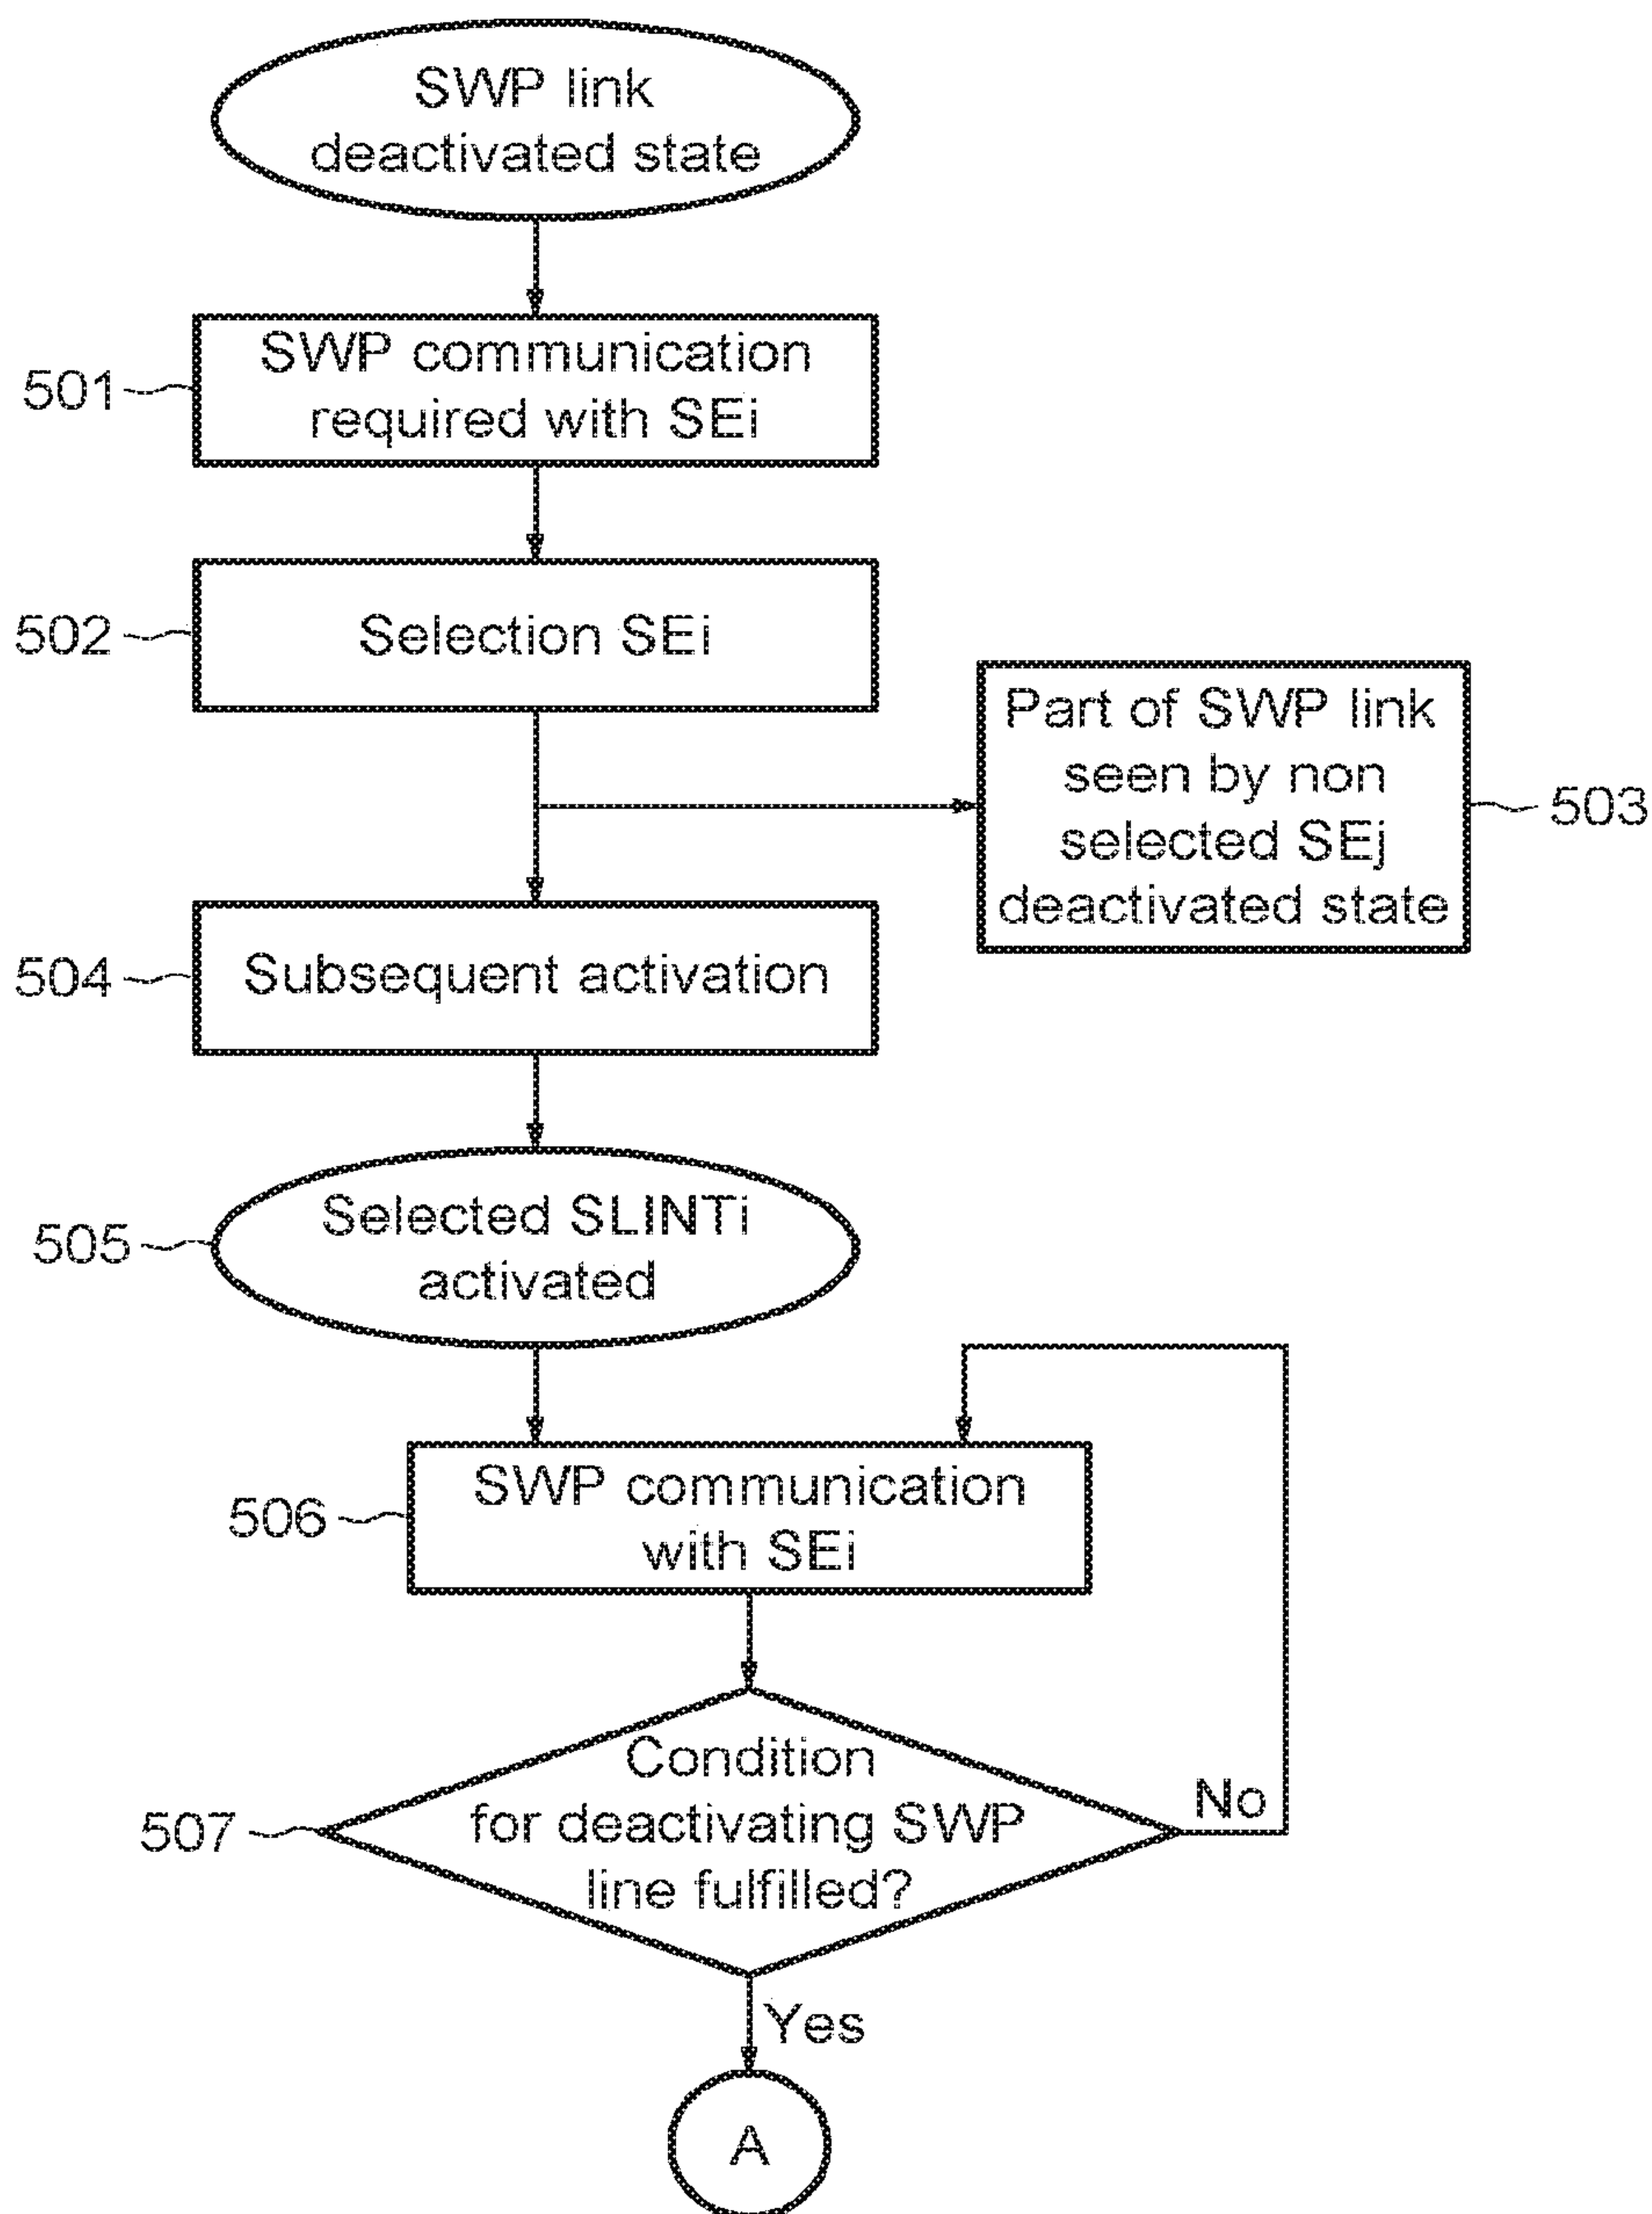 SWP link
deactivated state
501
SWP communication
required with SEi
502
Selection SEi
Part of SWP link
seen by non
selected SEj
deactivated state
503
504
Subsequent activation
505
Selected SLINTi
activated
506
SWP communication
with SEi
507
Condition
for deactivating SWP
line fulfilled?
No
Yes
A